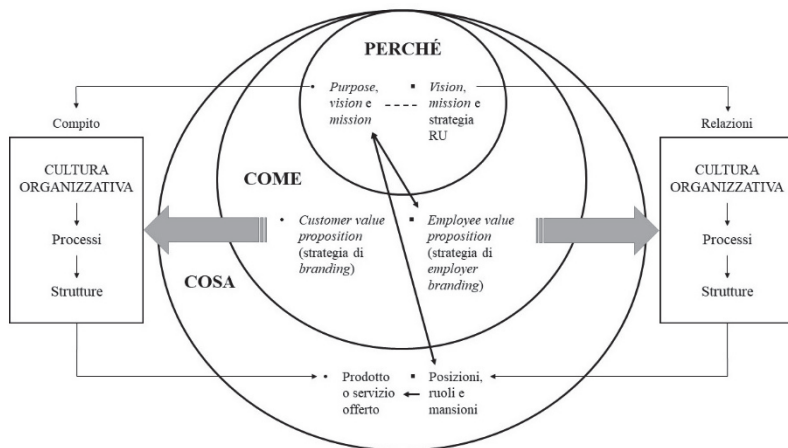 PERCHÉ
• Purpose,
vision e
mission
▪ Vision,
mission e
strategia
RU
Compito
CULTURA
ORGANIZZATIVA
Processi
Strutture
COME
• Customer value
proposition
(strategia di
branding)
▪ Employee value
proposition
(strategia di
employer
branding)
Relazioni
CULTURA
ORGANIZZATIVA
Processi
Strutture
COSA
• Prodotto
o servizio
offerto
▪ Posizioni,
ruoli e
mansioni